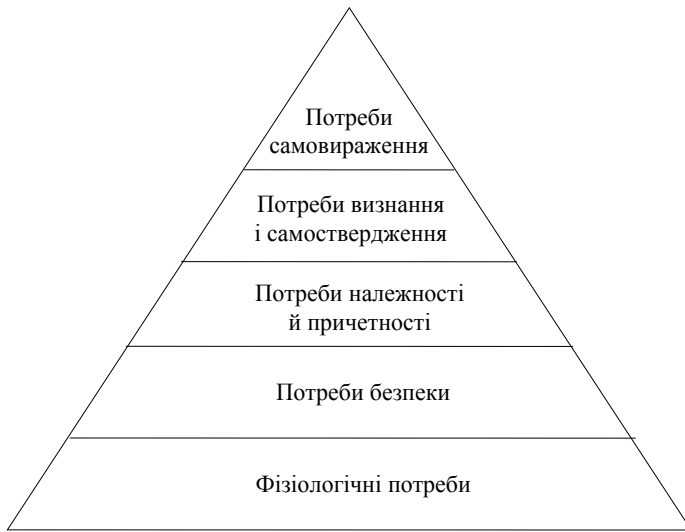 Потреби
самовираження
Потреби визнання
і самоствердження
Потреби належності
й причетності
Потреби безпеки
Фізіологічні потреби